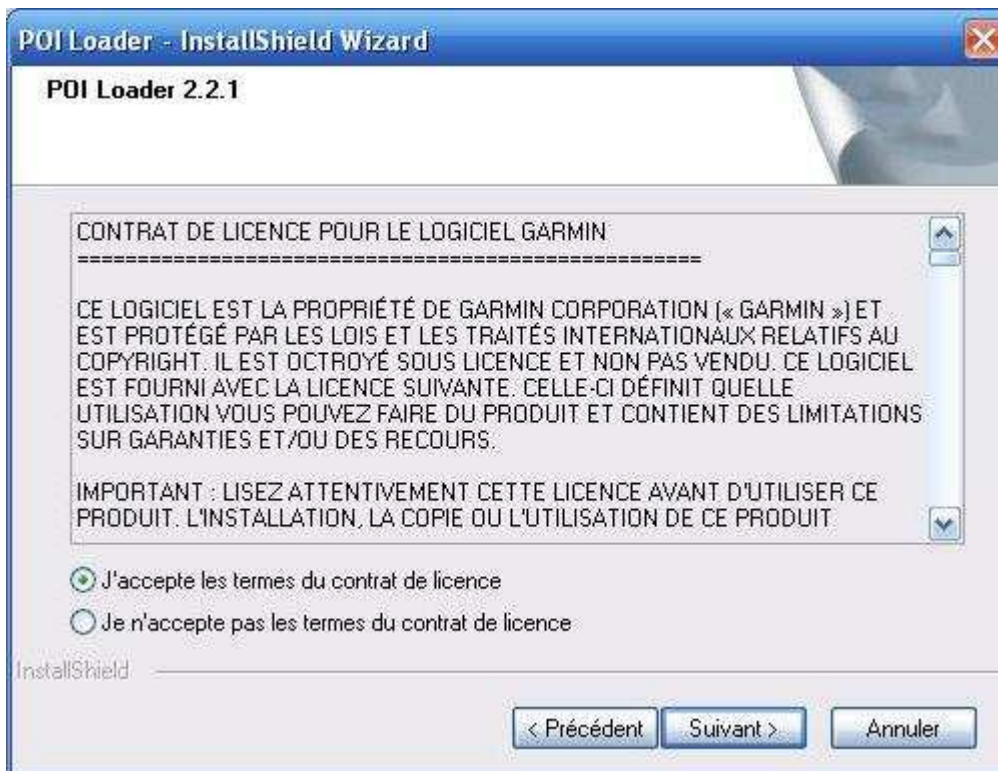 POI Loader - InstallShield Wizard
POI Loader 2.2.1
CONTRAT DE LICENCE POUR LE LOGICIEL GARMIN
====================================================
CE LOGICIEL EST LA PROPRIÉTÉ DE GARMIN CORPORATION (« GARMIN ») ET
EST PROTÉGÉ PAR LES LOIS ET LES TRAITÉS INTERNATIONAUX RELATIFS AU
COPYRIGHT. IL EST OCTROYÉ SOUS LICENCE ET NON PAS VENDU. CE LOGICIEL
EST FOURNI AVEC LA LICENCE SUIVANTE. CELLE-CI DÉFINIT QUELLE
UTILISATION VOUS POUVEZ FAIRE DU PRODUIT ET CONTIENT DES LIMITATIONS
SUR GARANTIES ET/OU DES RECOURS.
IMPORTANT : LISEZ ATTENTIVEMENT CETTE LICENCE AVANT D'UTILISER CE
PRODUIT. L'INSTALLATION, LA COPIE OU L'UTILISATION DE CE PRODUIT
J'accepte les termes du contrat de licence
Je n'accepte pas les termes du contrat de licence
InstallShield
< Précédent
Suivant >
Annuler